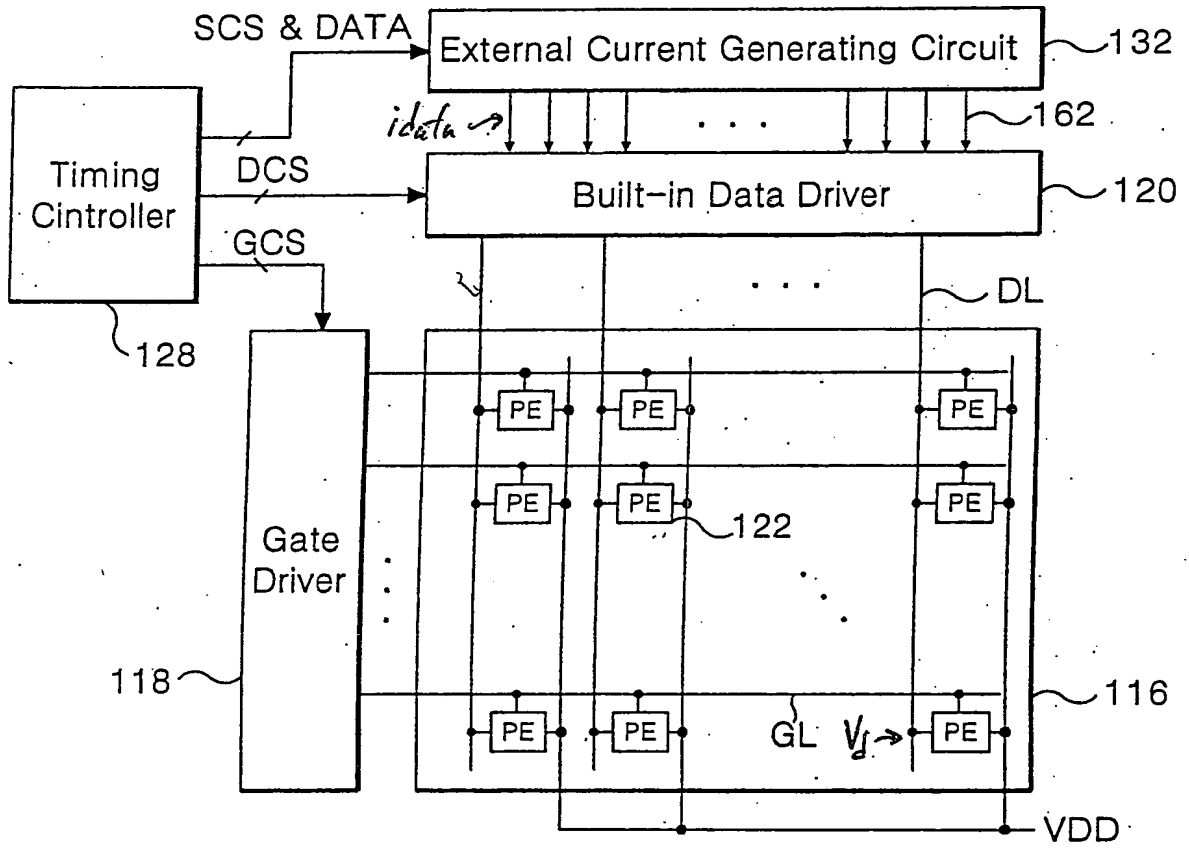 SCS & DATA
External Current Generating Circuit
132
idata
162
Timing
Cintroller
DCS
Built-in Data Driver
120
GCS
DL
128
PE PE PE
PE PE PE
122
Gate
Driver
118
116
GL
Vd
PE PE PE
VDD